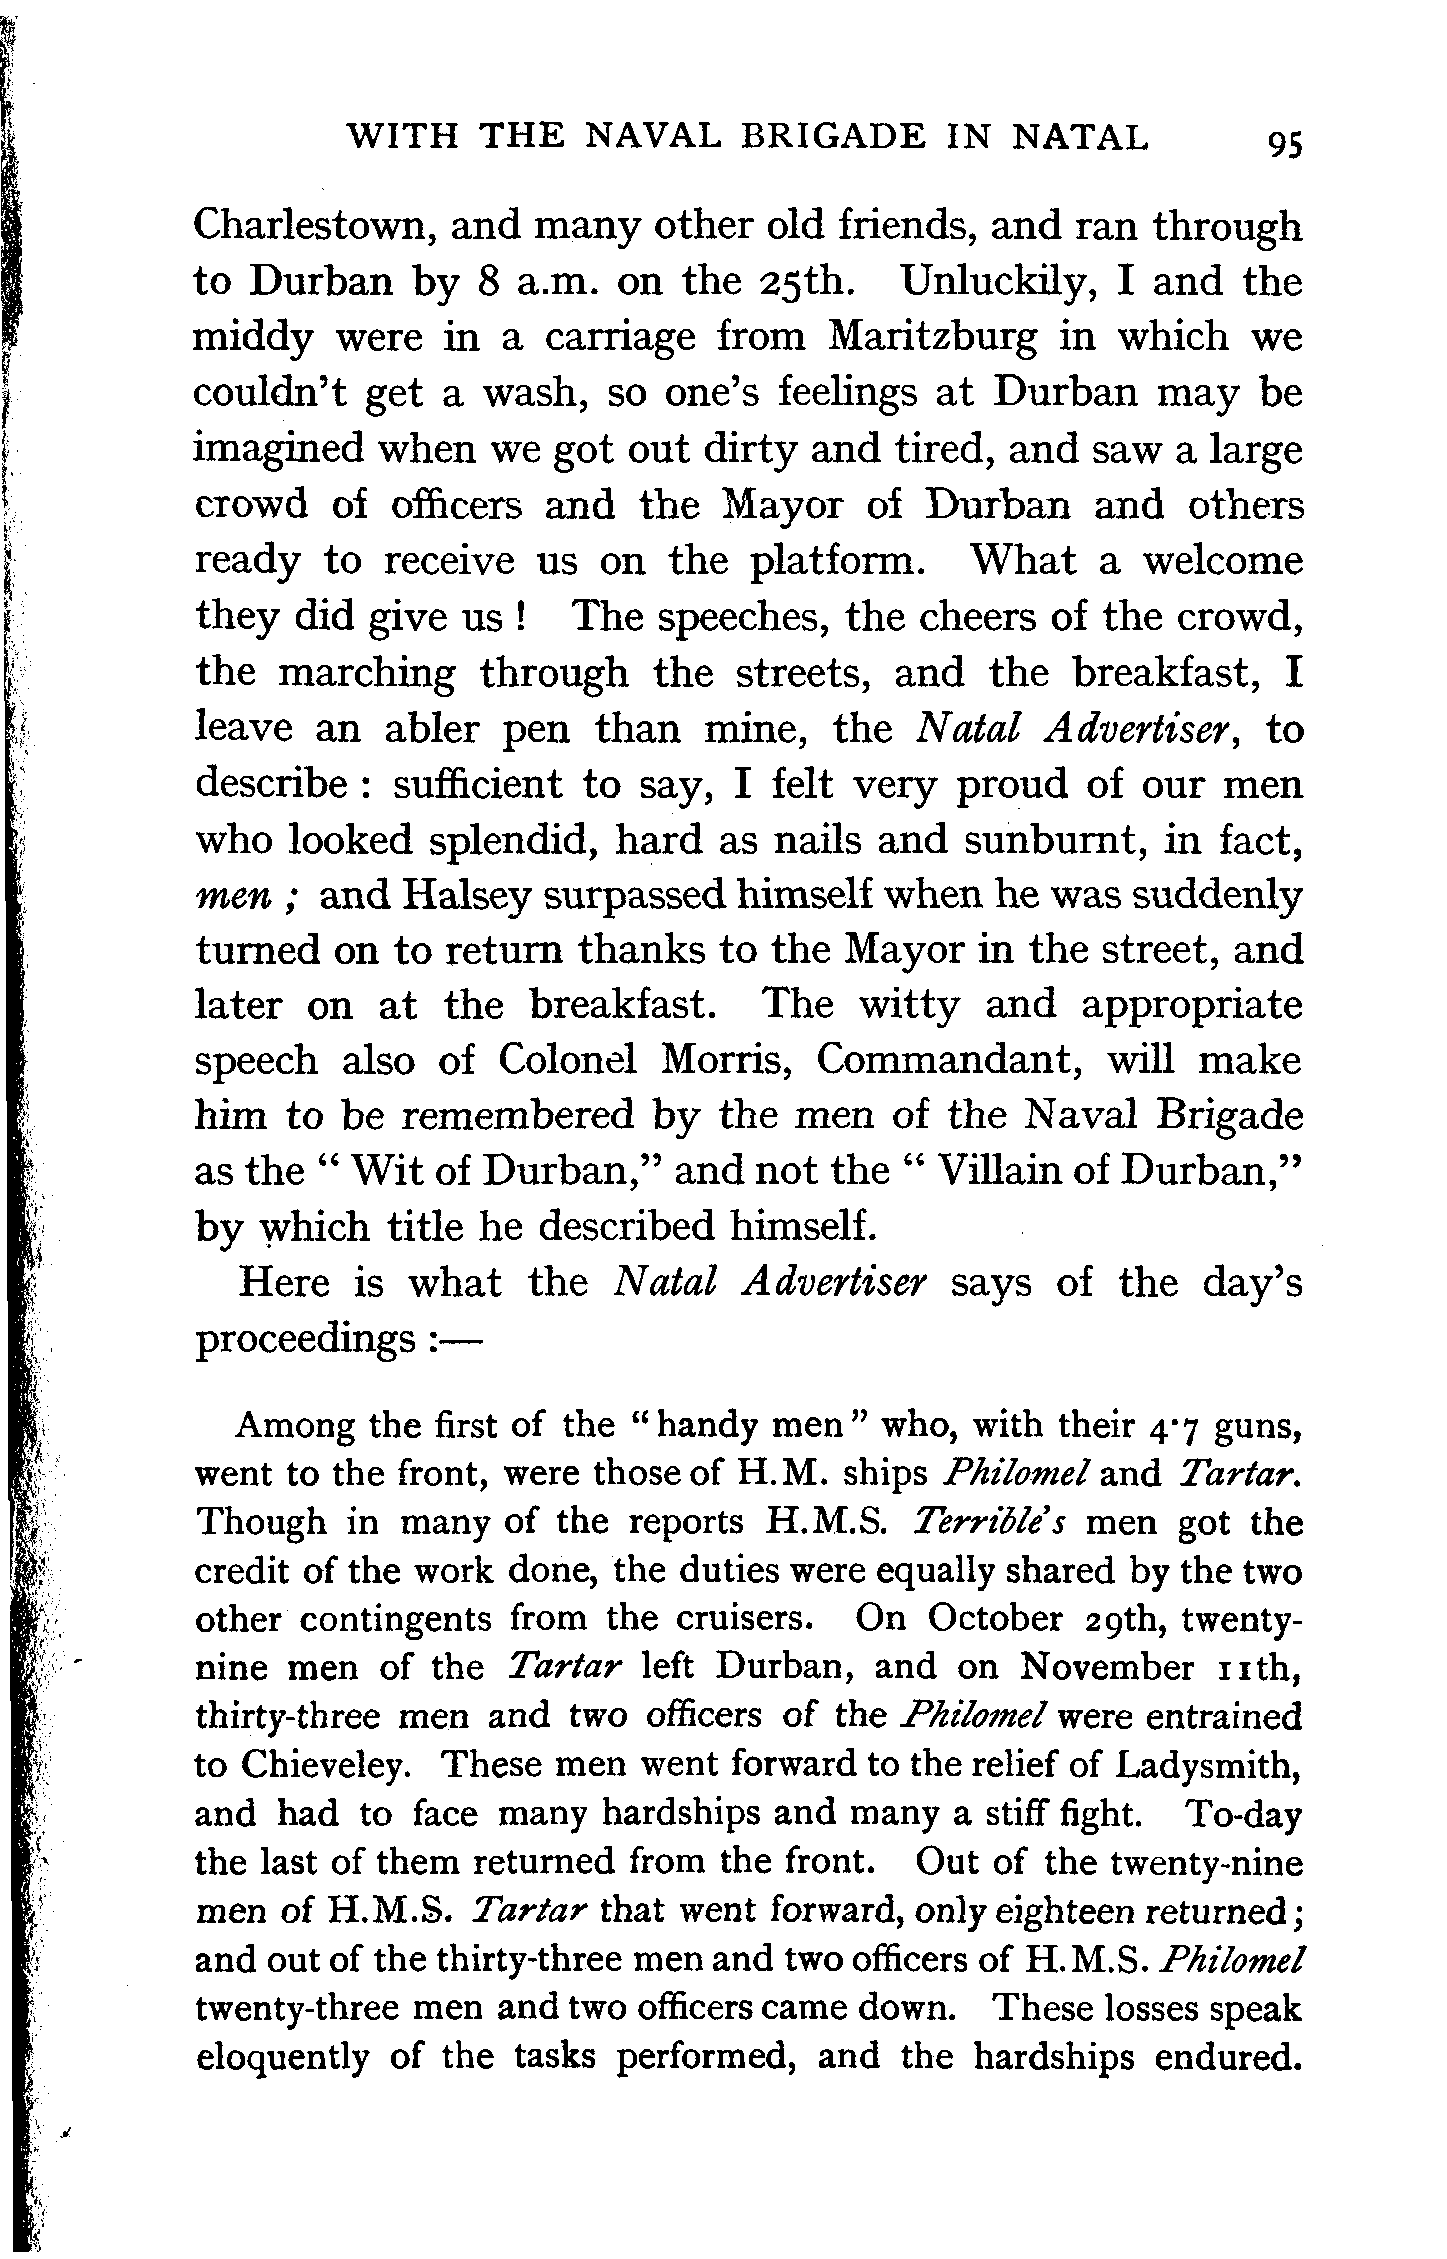 WITH THE NAVAL BRIGADE IN NATAL 95
Charlestown, and many other old friends, and ran through
to Durban by 8 a.m. on the 25th. Unluckily, I and the
middy were in a carriage from Maritzburg in which we
couldn't get a wash, so one's feelings at Durban may be
imagined when we got out dirty and tired, and saw a large
crowd of officers and the Mayor of Durban and others
ready to receive us on the platform. What a welcome
they did give us ! The speeches, the cheers of the crowd,
the marching through the streets, and the breakfast, I
leave an abler pen than mine, the Natal Advertiser, to
describe : sufficient to say, I felt very proud of our men
who looked splendid, hard as nails and sunburnt, in fact,
men ; and Halsey surpassed himself when he was suddenly
turned on to return thanks to the Mayor in the street, and
later on at the breakfast. The witty and appropriate
speech also of Colonel Morris, Commandant, will make
him to be remembered by the men of the Naval Brigade
as the “ Wit of Durban,” and not the “ Villain of Durban,”
by which title he described himself.
Here is what the Natal Advertiser says of the day's
proceedings :—
Among the first of the “handy men” who, with their 4·7 guns,
went to the front, were those of H.M. ships Philomel and Tartar.
Though in many of the reports H.M.S. Terrible's men got the
credit of the work done, the duties were equally shared by the two
other contingents from the cruisers. On October 29th, twenty-
nine men of the Tartar left Durban, and on November 11th,
thirty-three men and two officers of the Philomel were entrained
to Chieveley. These men went forward to the relief of Ladysmith,
and had to face many hardships and many a stiff fight. To-day
the last of them returned from the front. Out of the twenty-nine
men of H.M.S. Tartar that went forward, only eighteen returned;
and out of the thirty-three men and two officers of H.M.S. Philomel
twenty-three men and two officers came down. These losses speak
eloquently of the tasks performed, and the hardships endured.